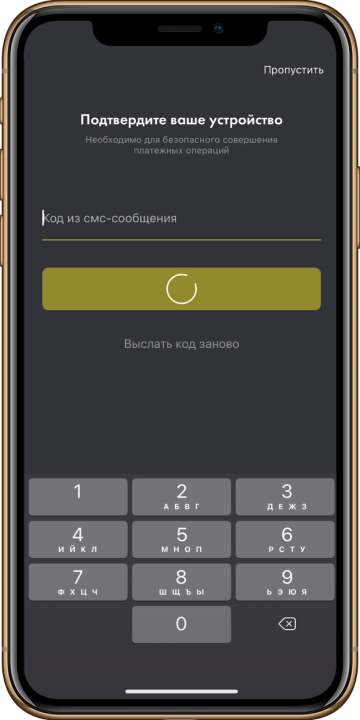 Пропустить
Подтвердите ваше устройство
Необходимо для безопасного совершения
платежных операций
Код из смс-сообщения
Выслать код заново
1 2 3
А Б В Г Д Е Ж З
4 5 6
И Й К Л М Н О П Р С Т У
7 8 9
Ф Х Ц Ч Ш Щ Ъ Ы Ь Э Ю Я
0